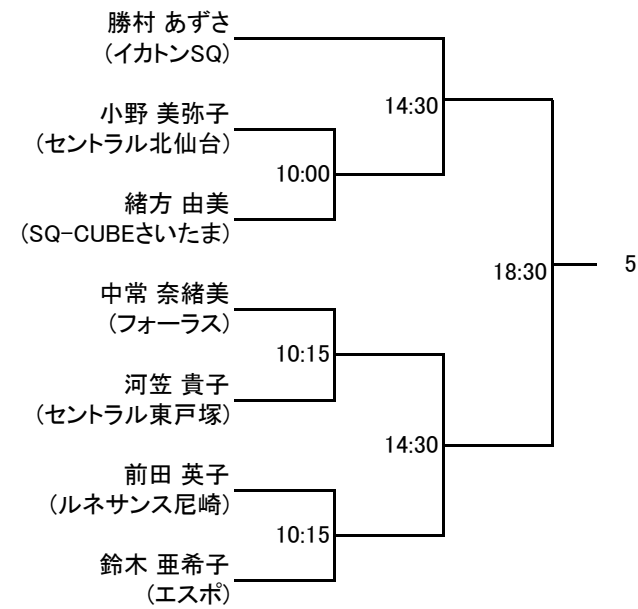 勝村 あずさ
(イカトンSQ)
14:30
小野 美弥子
(セントラル北仙台)
10:00
緒方 由美
(SQ-CUBEさいたま)
18:30
5
中常 奈緒美
(フォーラス)
10:15
河笠 貴子
(セントラル東戸塚)
14:30
前田 英子
(ルネサンス尼崎)
10:15
鈴木 亜希子
(エスポ)